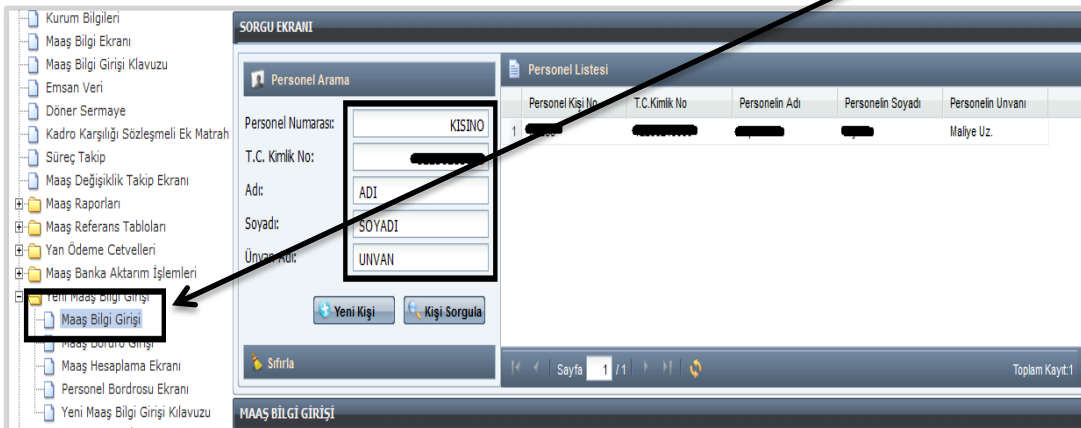 Kurum Bilgileri
Maaş Bilgi Ekranı
Maaş Bilgi Girişi Klavuzu
Emsan Veri
Döner Sermaye
Kadro Karşılığı Sözleşmeli Ek Matrah
Süreç Takip
Maaş Değişiklik Takip Ekranı
Maaş Raporları
Maaş Referans Tabloları
Yan Ödeme Cetvelleri
Maaş Banka Aktarım İşlemleri
Yeni Maaş Bilgi Girişi
Maaş Bilgi Girişi
Maaş Bordro Girişi
Maaş Hesaplama Ekranı
Personel Bordrosu Ekranı
Yeni Maaş Bilgi Girişi Kılavuzu
SORGU EKRANI
Personel Arama
Personel Numarası: KISINO
T.C. Kimlik No:
Adı: ADI
Soyadı: SOYADI
Ünvan Adı: UNVAN
Yeni Kişi Kişi Sorgula
Sıfırla
Personel Listesi
Personel Kişi No T.C.Kimlik No Personelin Adı Personelin Soyadı Personelin Unvanı
1 Maliye Uz.
Sayfa 1 / 1 Toplam Kayıt:1
MAAŞ BİLGİ GİRİŞİ